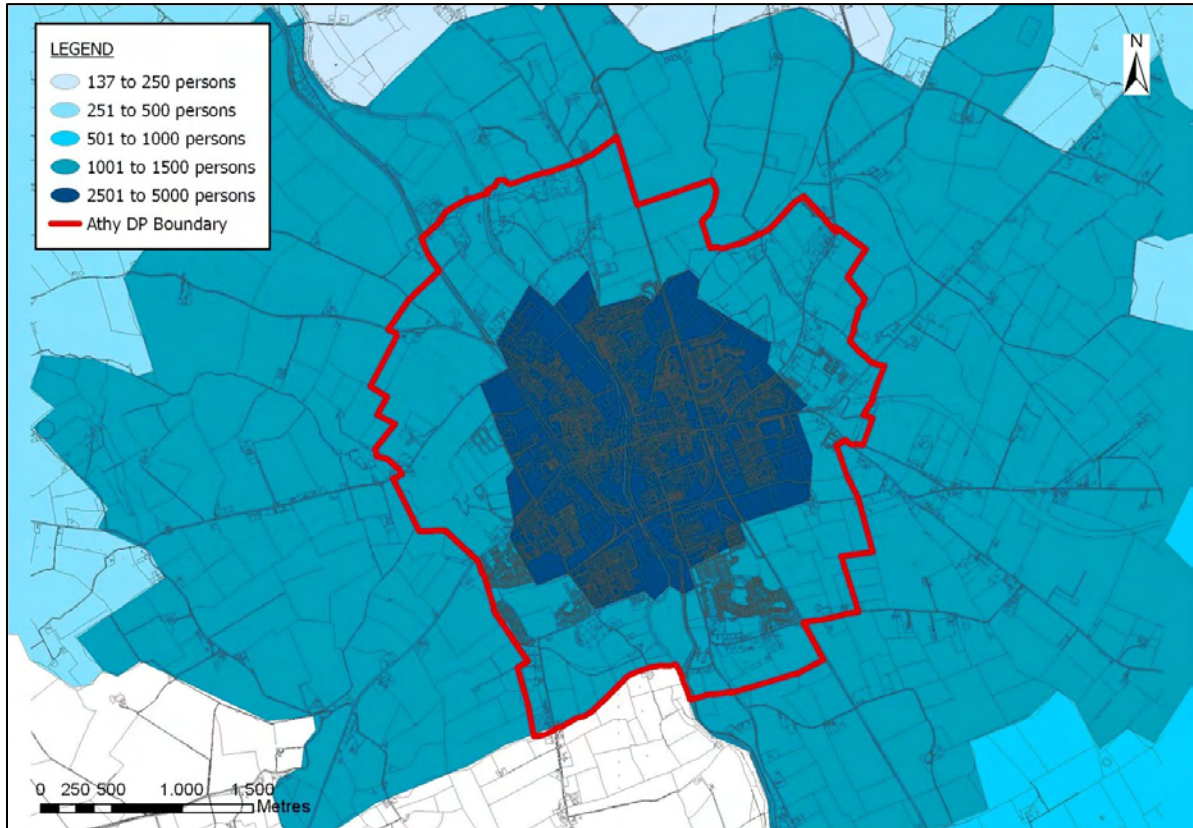 LEGEND
137 to 250 persons
251 to 500 persons
501 to 1000 persons
1001 to 1500 persons
2501 to 5000 persons
Athy DP Boundary
N
0 250 500 1.000 1.500
Metres